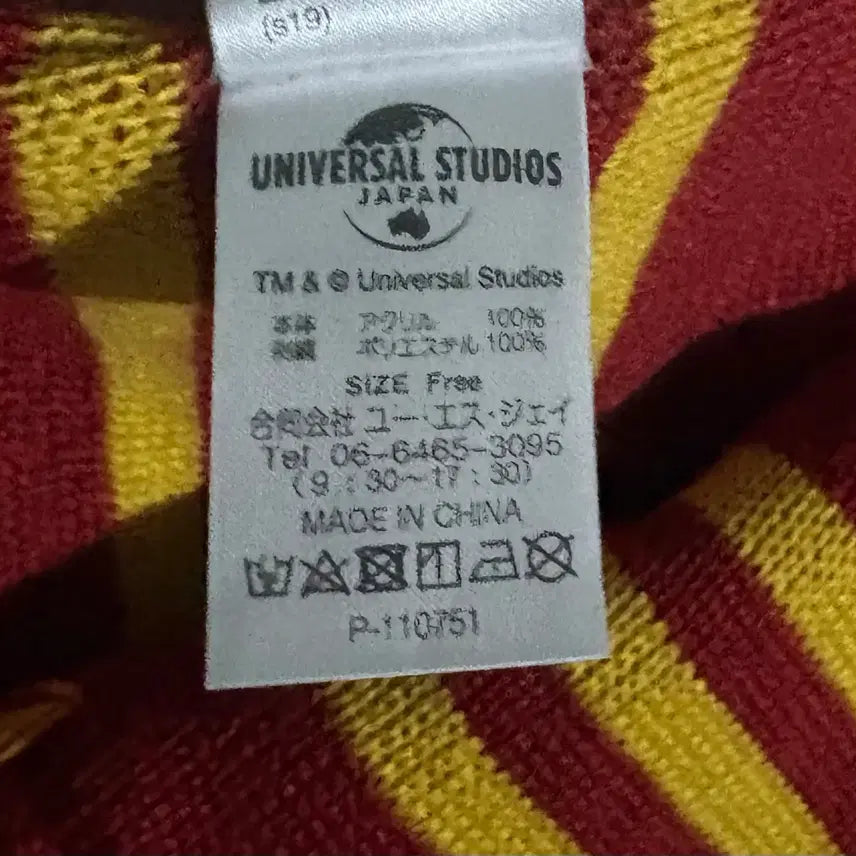 (s19)
UNIVERSAL STUDIOS
JAPAN
TM & © Universal Studios
本体 アクリル 100%
ポリエステル 100%
SIZE Free
合同会社 ユー・エス・ジェイ
Tel 06-6465-3095
(9:30~17:30)
MADE IN CHINA
P-110751